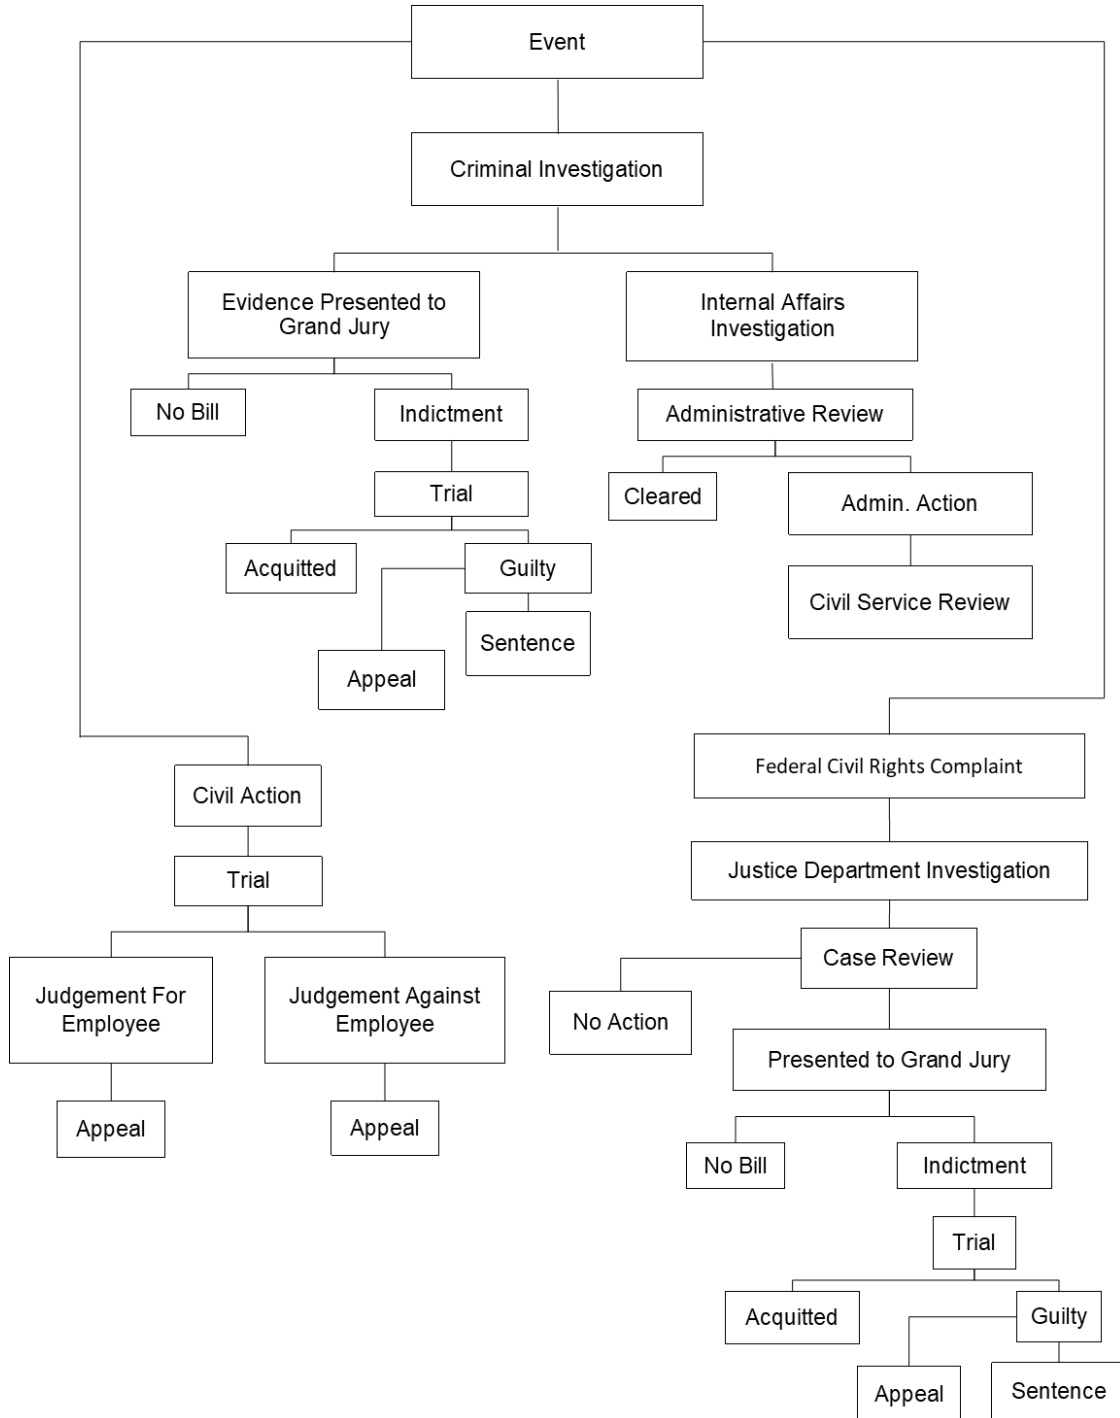 Event
Criminal Investigation
Evidence Presented to
Grand Jury
Internal Affairs
Investigation
No Bill
Indictment
Administrative Review
Trial
Cleared
Admin. Action
Acquitted
Guilty
Civil Service Review
Sentence
Appeal
Federal Civil Rights Complaint
Civil Action
Justice Department Investigation
Trial
Case Review
Judgement For
Employee
Judgement Against
Employee
No Action
Presented to Grand Jury
Appeal
Appeal
No Bill
Indictment
Trial
Acquitted
Guilty
Appeal
Sentence